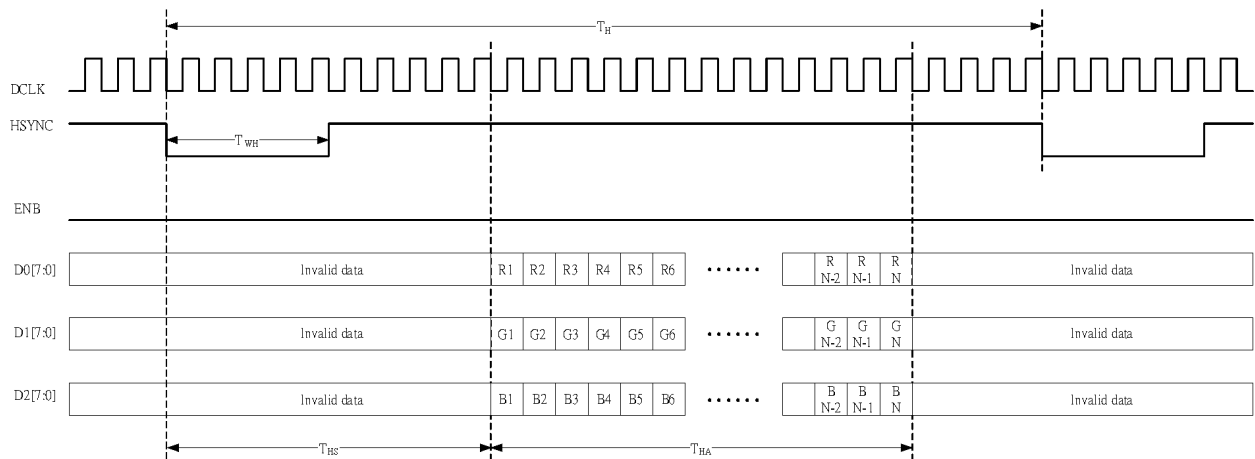 TH
DCLK
HSYNC
TWH
ENB
D0[7:0]
Invalid data
R1 R2 R3 R4 R5 R6 ...... R N-2 R N-1 R N
Invalid data
D1[7:0]
Invalid data
G1 G2 G3 G4 G5 G6 ...... G N-2 G N-1 G N
Invalid data
D2[7:0]
Invalid data
B1 B2 B3 B4 B5 B6 ...... B N-2 B N-1 B N
Invalid data
THS
THA